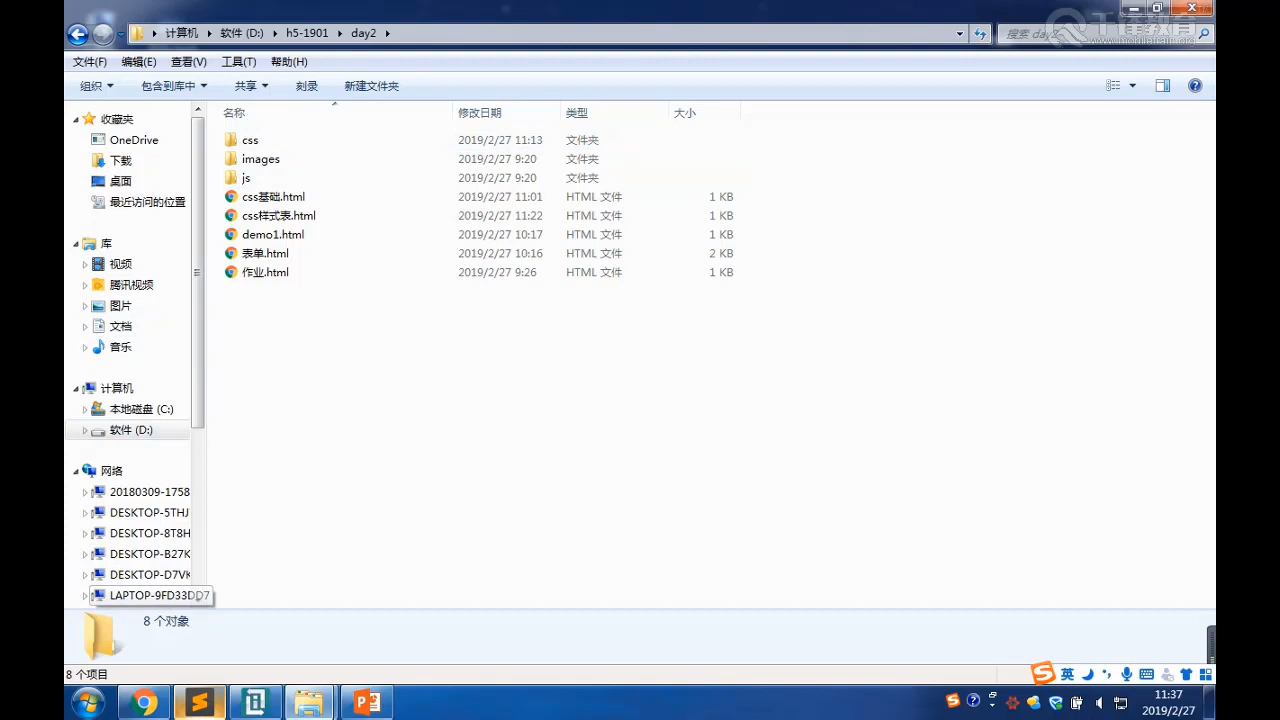 千锋教育
www.mobiletrain.org
计算机 软件 (D:) h5-1901 day2
搜索 day2
文件(F) 编辑(E) 查看(V) 工具(T) 帮助(H)
组织 包含到库中 共享 刻录 新建文件夹
名称 修改日期 类型 大小
收藏夹
OneDrive
下载
桌面
最近访问的位置
库
视频
腾讯视频
图片
文档
音乐
计算机
本地磁盘 (C:)
软件 (D:)
网络
20180309-1758
DESKTOP-5THJ
DESKTOP-8T8H
DESKTOP-B27K
DESKTOP-D7VK
LAPTOP-9FD33DD7
css 2019/2/27 11:13 文件夹
images 2019/2/27 9:20 文件夹
js 2019/2/27 9:20 文件夹
css基础.html 2019/2/27 11:01 HTML 文件 1 KB
css样式表.html 2019/2/27 11:22 HTML 文件 1 KB
demo1.html 2019/2/27 10:17 HTML 文件 1 KB
表单.html 2019/2/27 10:16 HTML 文件 2 KB
作业.html 2019/2/27 9:26 HTML 文件 1 KB
8 个对象
8 个项目
英
11:37
2019/2/27